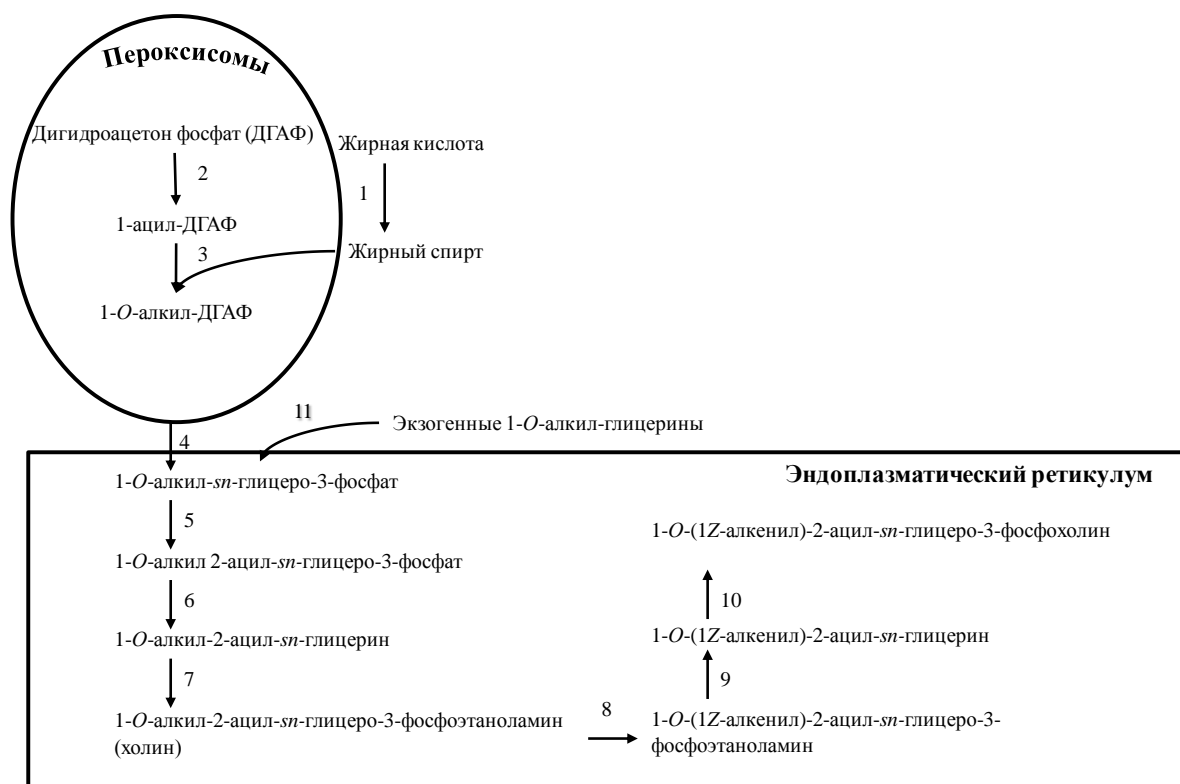 Пероксисомы
Дигидроацетон фосфат (ДГАФ)
Жирная кислота
2
1
1-ацил-ДГАФ
3
Жирный спирт
1-О-алкил-ДГАФ
11
Экзогенные 1-О-алкил-глицерины
4
Эндоплазматический ретикулум
1-О-алкил-sn-глицеро-3-фосфат
5
1-О-алкил 2-ацил-sn-глицеро-3-фосфат
6
1-О-алкил-2-ацил-sn-глицерин
7
1-О-алкил-2-ацил-sn-глицеро-3-фосфоэтаноламин
(холин)
8
1-О-(1Z-алкенил)-2-ацил-sn-глицеро-3-фосфохолин
10
1-О-(1Z-алкенил)-2-ацил-sn-глицерин
9
1-О-(1Z-алкенил)-2-ацил-sn-глицеро-3-
фосфоэтаноламин